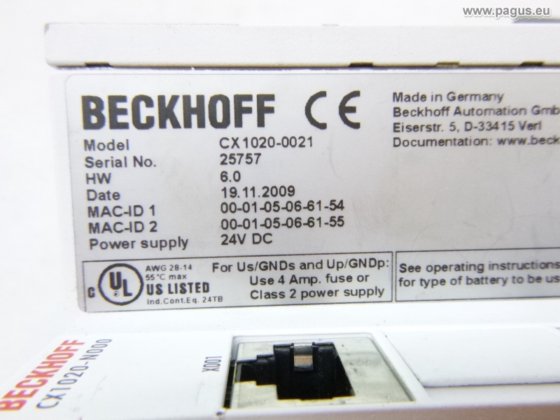 www.pagus.eu
BECKHOFF CE
Made in Germany
Beckhoff Automation
Eiserstr. 5, D-33415 Verl
Documentation:
Model CX1020-0021
Serial No. 25757
HW 6.0
Date 19.11.2009
MAC-ID 1 00-01-05-06-61-54
MAC-ID 2 00-01-05-06-61-55
Power supply 24V DC
C UL
AWG 28-14
55°C max
US LISTED
Ind.Cont.Eq. 24TB
For Us/GNDs and Up/GNDp:
Use 4 Amp. fuse or
Class 2 power supply
See operating instructions
for type of battery to be
BECKHOFF
CX1020-N000
X001